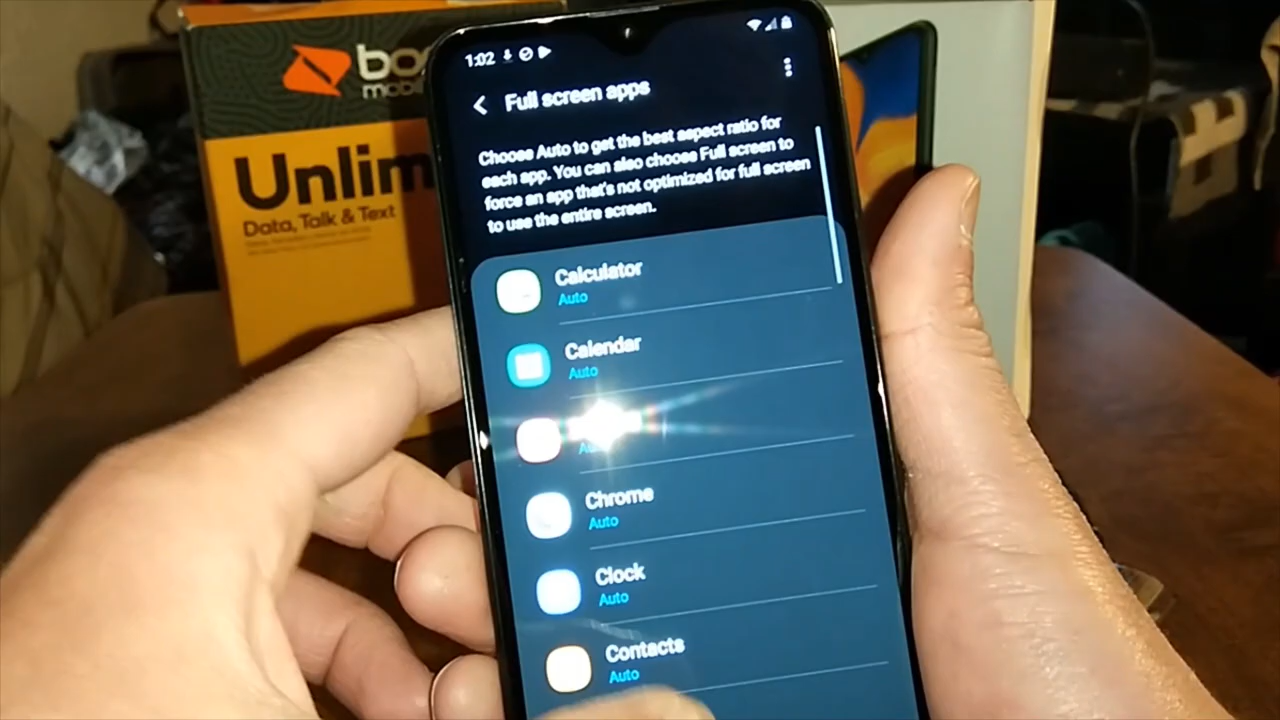 boo
mobil
Unlim
Data, Talk & Text
1:02
Full screen apps
Choose Auto to get the best aspect ratio for
each app. You can also choose Full screen to
force an app that's not optimized for full screen
to use the entire screen.
Calculator
Auto
Calendar
Auto
Chrome
Auto
Clock
Auto
Contacts
Auto